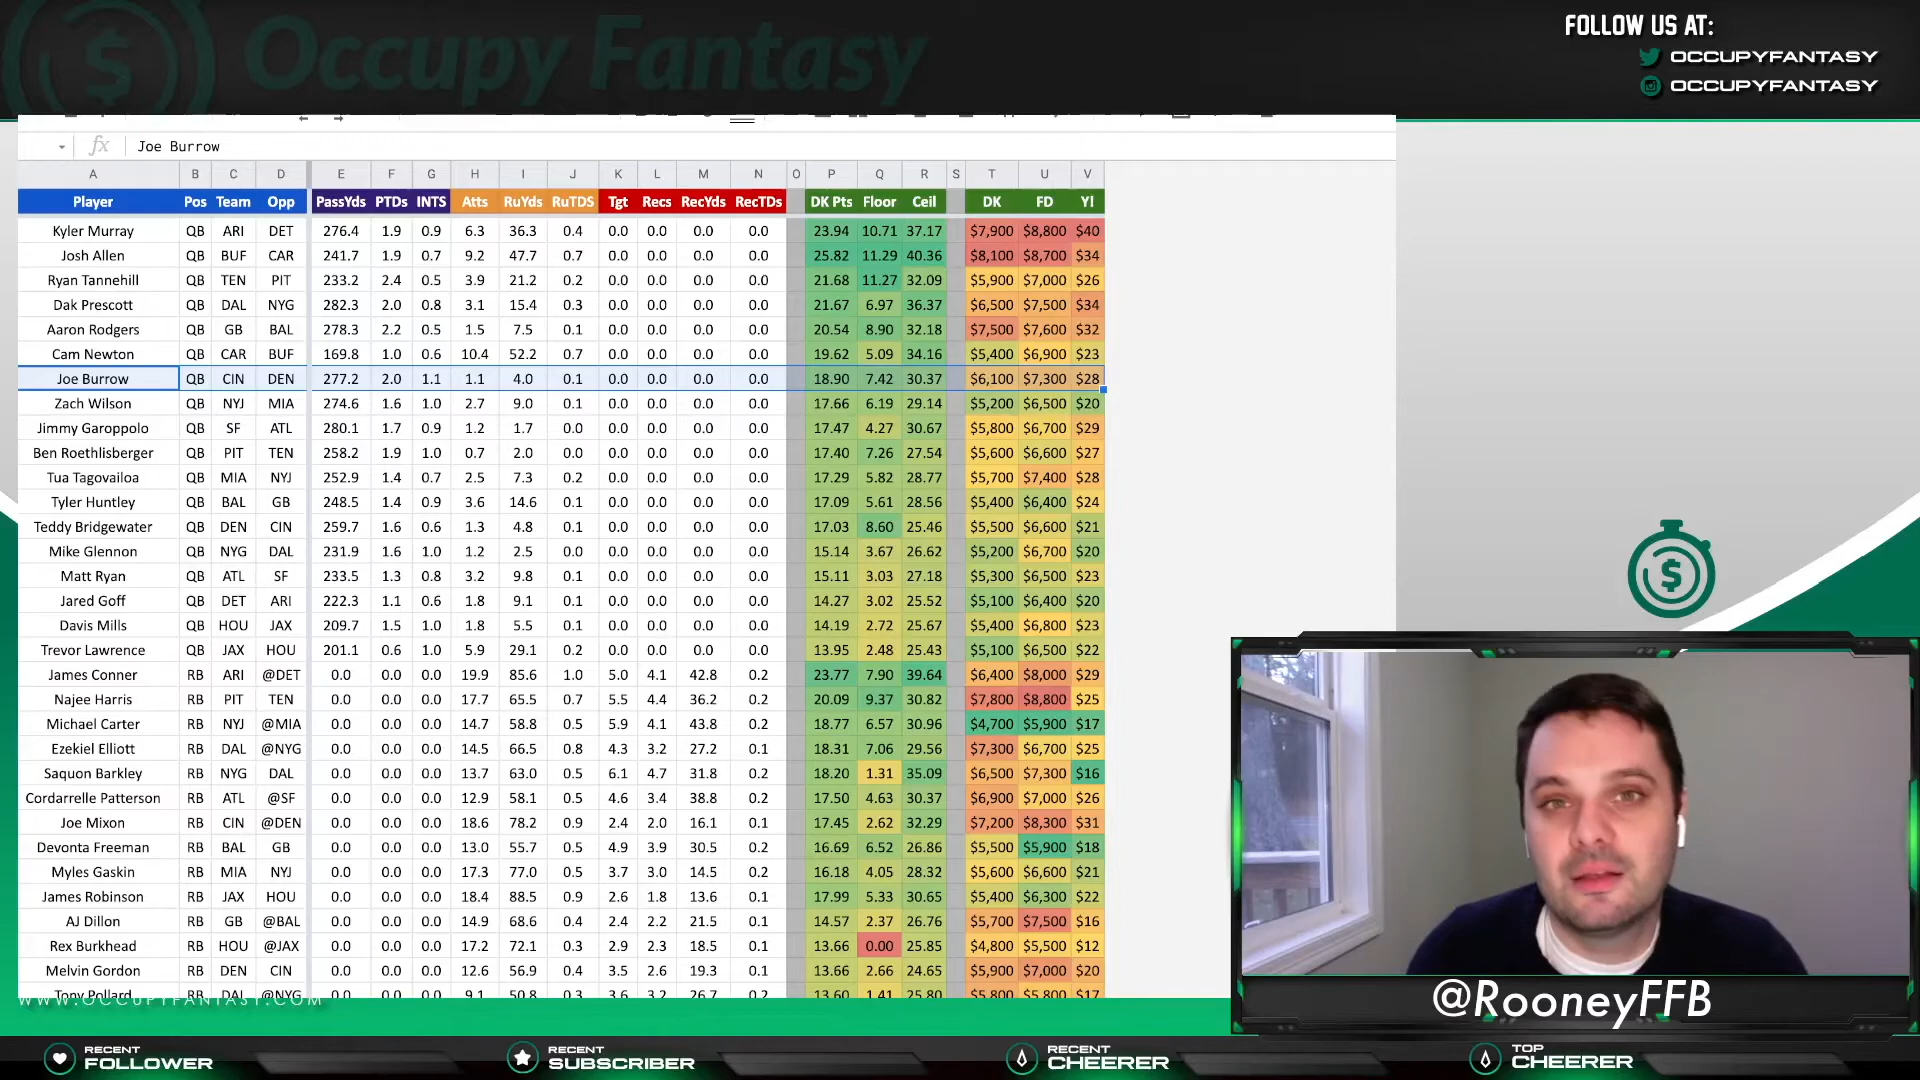 Occupy Fantasy
FOLLOW US AT:
OCCUPYFANTASY
OCCUPYFANTASY
fx Joe Burrow
A B C D E F G H I J K L M N O P Q R S T U V
Player Pos Team Opp PassYds PTDs INTS Atts RuYds RuTDS Tgt Recs RecYds RecTDs DK Pts Floor Ceil DK FD Y!
Kyler Murray QB ARI DET 276.4 1.9 0.9 6.3 36.3 0.4 0.0 0.0 0.0 0.0 23.94 10.71 37.17 $7,900 $8,800 $40
Josh Allen QB BUF CAR 241.7 1.9 0.7 9.2 47.7 0.7 0.0 0.0 0.0 0.0 25.82 11.29 40.36 $8,100 $8,700 $34
Ryan Tannehill QB TEN PIT 233.2 2.4 0.5 3.9 21.2 0.2 0.0 0.0 0.0 0.0 21.68 11.27 32.09 $5,900 $7,000 $26
Dak Prescott QB DAL NYG 282.3 2.0 0.8 3.1 15.4 0.3 0.0 0.0 0.0 0.0 21.67 6.97 36.37 $6,500 $7,500 $34
Aaron Rodgers QB GB BAL 278.3 2.2 0.5 1.5 7.5 0.1 0.0 0.0 0.0 0.0 20.54 8.90 32.18 $7,500 $7,600 $32
Cam Newton QB CAR BUF 169.8 1.0 0.6 10.4 52.2 0.7 0.0 0.0 0.0 0.0 19.62 5.09 34.16 $5,400 $6,900 $23
Joe Burrow QB CIN DEN 277.2 2.0 1.1 1.1 4.0 0.1 0.0 0.0 0.0 0.0 18.90 7.42 30.37 $6,100 $7,300 $28
Zach Wilson QB NYJ MIA 274.6 1.6 1.0 2.7 9.0 0.1 0.0 0.0 0.0 0.0 17.66 6.19 29.14 $5,200 $6,500 $20
Jimmy Garoppolo QB SF ATL 280.1 1.7 0.9 1.2 1.7 0.0 0.0 0.0 0.0 0.0 17.47 4.27 30.67 $5,800 $6,700 $29
Ben Roethlisberger QB PIT TEN 258.2 1.9 1.0 0.7 2.0 0.0 0.0 0.0 0.0 0.0 17.40 7.26 27.54 $5,600 $6,600 $27
Tua Tagovailoa QB MIA NYJ 252.9 1.4 0.7 2.5 7.3 0.2 0.0 0.0 0.0 0.0 17.29 5.82 28.77 $5,700 $7,400 $28
Tyler Huntley QB BAL GB 248.5 1.4 0.9 3.6 14.6 0.1 0.0 0.0 0.0 0.0 17.09 5.61 28.56 $5,400 $6,400 $24
Teddy Bridgewater QB DEN CIN 259.7 1.6 0.6 1.3 4.8 0.1 0.0 0.0 0.0 0.0 17.03 8.60 25.46 $5,500 $6,600 $21
Mike Glennon QB NYG DAL 231.9 1.6 1.0 1.2 2.5 0.0 0.0 0.0 0.0 0.0 15.14 3.67 26.62 $5,200 $6,700 $20
Matt Ryan QB ATL SF 233.5 1.3 0.8 3.2 9.8 0.1 0.0 0.0 0.0 0.0 15.11 3.03 27.18 $5,300 $6,500 $23
Jared Goff QB DET ARI 222.3 1.1 0.6 1.8 9.1 0.1 0.0 0.0 0.0 0.0 14.27 3.02 25.52 $5,100 $6,400 $20
Davis Mills QB HOU JAX 209.7 1.5 1.0 1.8 5.5 0.1 0.0 0.0 0.0 0.0 14.19 2.72 25.67 $5,400 $6,800 $23
Trevor Lawrence QB JAX HOU 201.1 0.6 1.0 5.9 29.1 0.2 0.0 0.0 0.0 0.0 13.95 2.48 25.43 $5,100 $6,500 $22
James Conner RB ARI @DET 0.0 0.0 0.0 19.9 85.6 1.0 5.0 4.1 42.8 0.2 23.77 7.90 39.64 $6,400 $8,000 $29
Najee Harris RB PIT TEN 0.0 0.0 0.0 17.7 65.5 0.7 5.5 4.4 36.2 0.2 20.09 9.37 30.82 $7,800 $8,800 $25
Michael Carter RB NYJ @MIA 0.0 0.0 0.0 14.7 58.8 0.5 5.9 4.1 43.8 0.2 18.77 6.57 30.96 $4,700 $5,900 $17
Ezekiel Elliott RB DAL @NYG 0.0 0.0 0.0 14.5 66.5 0.8 4.3 3.2 27.2 0.1 18.31 7.06 29.56 $7,300 $6,700 $25
Saquon Barkley RB NYG DAL 0.0 0.0 0.0 13.7 63.0 0.5 6.1 4.7 31.8 0.2 18.20 1.31 35.09 $6,500 $7,300 $16
Cordarrelle Patterson RB ATL @SF 0.0 0.0 0.0 12.9 58.1 0.5 4.6 3.4 38.8 0.2 17.50 4.63 30.37 $6,900 $7,000 $26
Joe Mixon RB CIN @DEN 0.0 0.0 0.0 18.6 78.2 0.9 2.4 2.0 16.1 0.1 17.45 2.62 32.29 $7,200 $8,300 $31
Devonta Freeman RB BAL GB 0.0 0.0 0.0 13.0 55.7 0.5 4.9 3.9 30.5 0.2 16.69 6.52 26.86 $5,500 $5,900 $18
Myles Gaskin RB MIA NYJ 0.0 0.0 0.0 17.3 77.0 0.5 3.7 3.0 14.5 0.2 16.18 4.05 28.32 $5,600 $6,600 $21
James Robinson RB JAX HOU 0.0 0.0 0.0 18.4 88.5 0.9 2.6 1.8 13.6 0.1 17.99 5.33 30.65 $5,400 $6,300 $22
AJ Dillon RB GB @BAL 0.0 0.0 0.0 14.9 68.6 0.4 2.4 2.2 21.5 0.1 14.57 2.37 26.76 $5,700 $7,500 $16
Rex Burkhead RB HOU @JAX 0.0 0.0 0.0 17.2 72.1 0.3 2.9 2.3 18.5 0.1 13.66 0.00 25.85 $4,800 $5,500 $12
Melvin Gordon RB DEN CIN 0.0 0.0 0.0 12.6 56.9 0.4 3.5 2.6 19.3 0.1 13.66 2.66 24.65 $5,900 $7,000 $20
Tony Pollard RB DAL @NYG 0.0 0.0 0.0 9.1 50.8 0.3 3.6 3.2 26.7 0.2 13.60 1.41 25.80 $5,800 $5,800 $17
WWW.OCCUPYFANTASY.COM
@RooneyFFB
RECENT FOLLOWER
RECENT SUBSCRIBER
RECENT CHEERER
TOP CHEERER